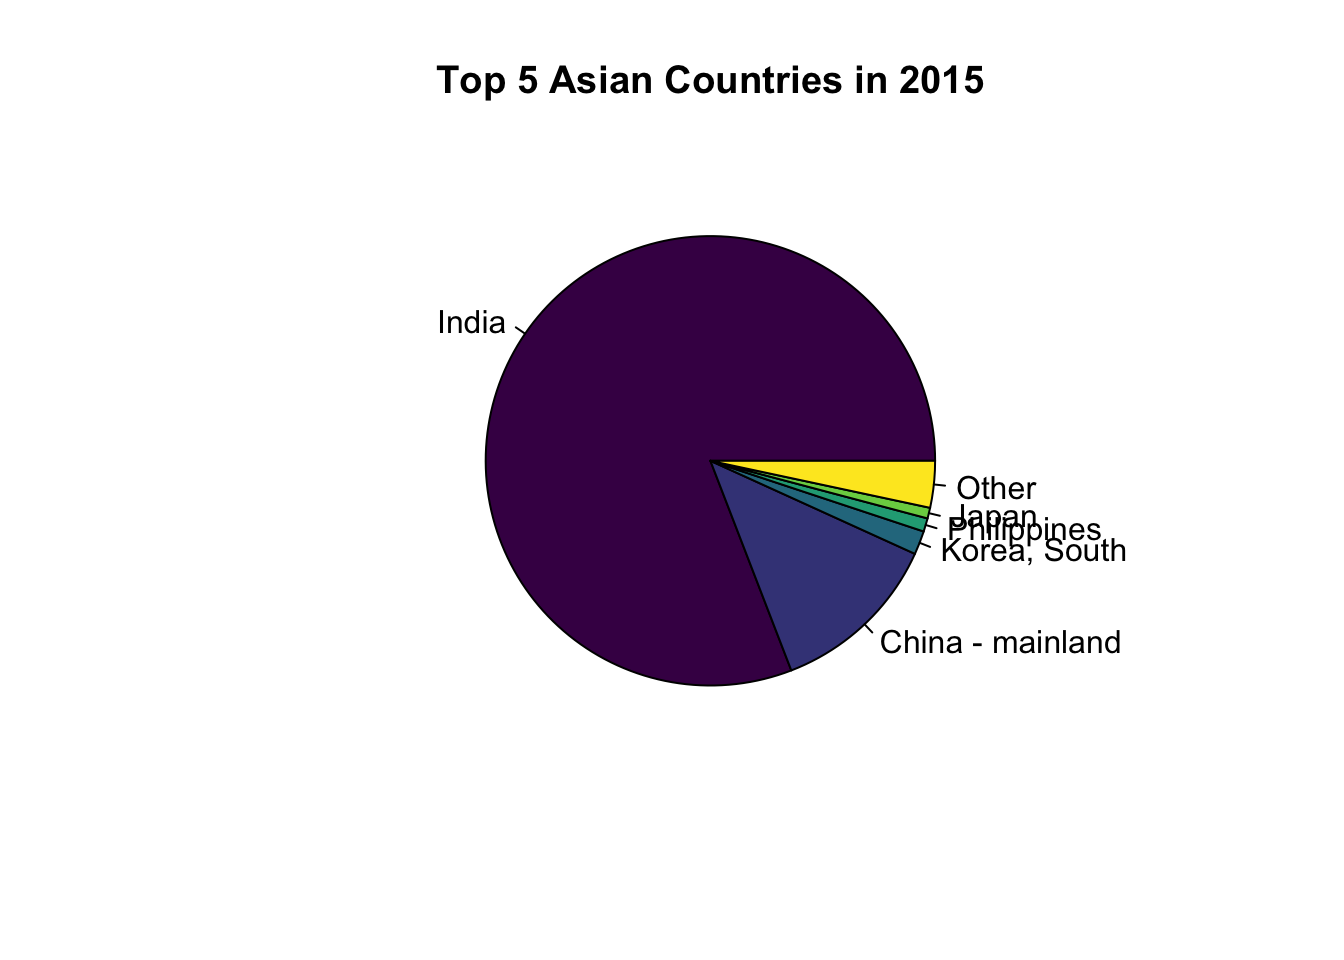 Top 5 Asian Countries in 2015
India
Other
Japan
Philippines
Korea, South
China - mainland